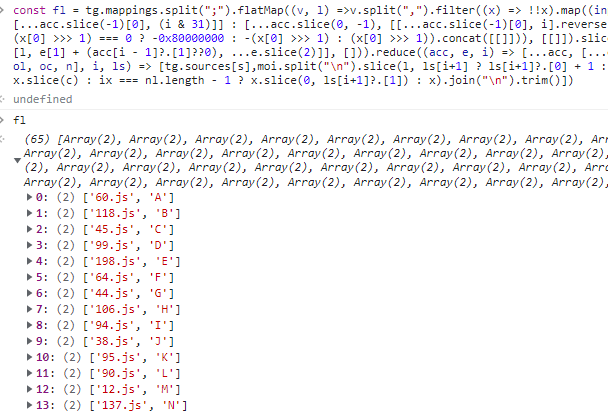 const fl = tg.mappings.split(";").flatMap((v, l) =>v.split(",").filter((x) => !!x).map((in
[...acc.slice(-1)[0], (i & 31)]] : [...acc.slice(0, -1), [[...acc.slice(-1)[0], i].reverse
(x[0] >>> 1) === 0 ? -0x80000000 : -(x[0] >>> 1) : (x[0] >>> 1)).concat([[]])), [[]]).slic
[l, e[1] + (acc[i - 1]?.[1]??0), ...e.slice(2)]], [])).reduce((acc, e, i) => [...acc, [...
ol, oc, n], i, ls) => [tg.sources[s],moi.split("\n").slice(l, ls[i+1] ? ls[i+1]?.[0] + 1 :
x.slice(c) : ix === nl.length - 1 ? x.slice(0, ls[i+1]?.[1]) : x).join("\n").trim()])
undefined
fl
(65) [Array(2), Array(2), Array(2), Array(2), Array(2), Array(2), Array(2), Array(2),
Array(2), Array(2), Array(2), Array(2), Array(2), Array(2), Array(2), Array(2), Arra
(2), Array(2), Array(2), Array(2), Array(2), Array(2), Array(2), Array(2), Array(2),
Array(2), Array(2), Array(2), Array(2), Array(2), Array(2), Array(2), Array(2), Arra
0: (2) ['60.js', 'A']
1: (2) ['118.js', 'B']
2: (2) ['45.js', 'C']
3: (2) ['99.js', 'D']
4: (2) ['198.js', 'E']
5: (2) ['64.js', 'F']
6: (2) ['44.js', 'G']
7: (2) ['106.js', 'H']
8: (2) ['94.js', 'I']
9: (2) ['38.js', 'J']
10: (2) ['95.js', 'K']
11: (2) ['90.js', 'L']
12: (2) ['12.js', 'M']
13: (2) ['137.js', 'N']